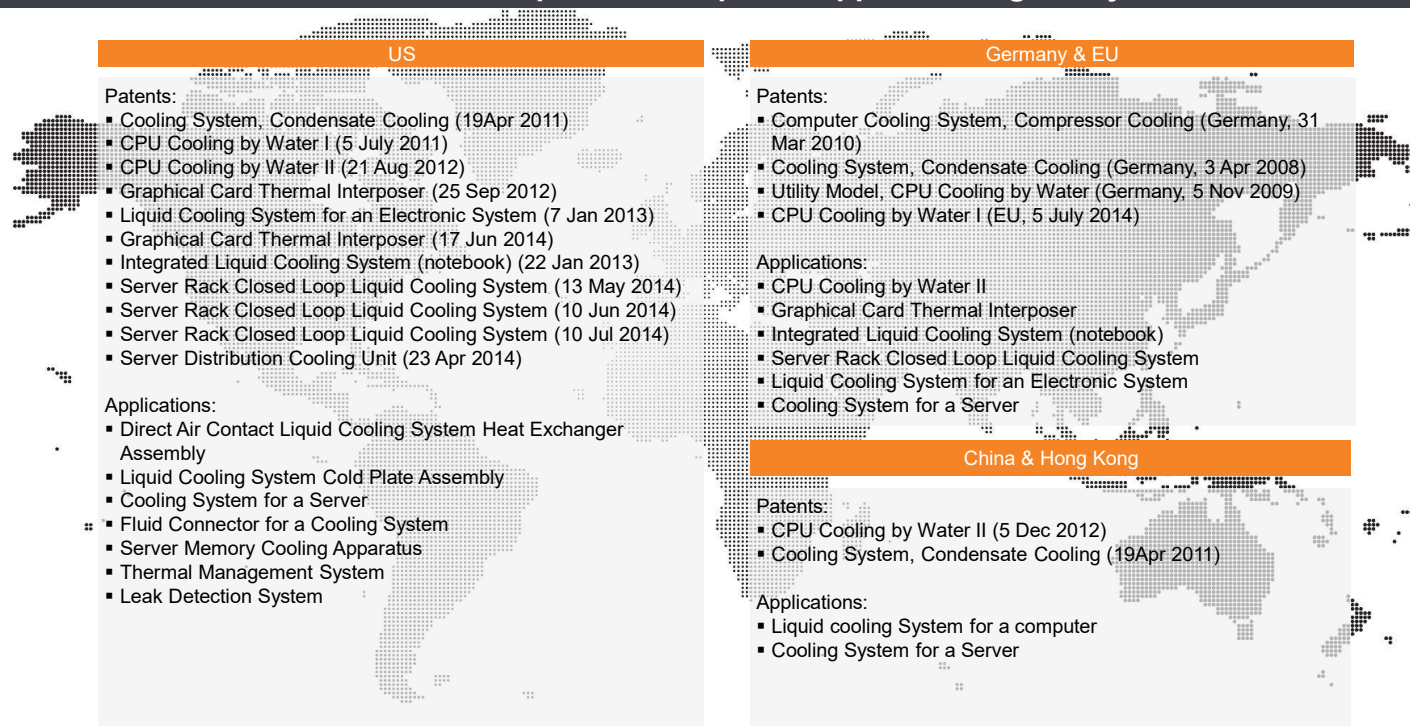 US
Patents:
▪ Cooling System, Condensate Cooling (19Apr 2011)
▪ CPU Cooling by Water I (5 July 2011)
▪ CPU Cooling by Water II (21 Aug 2012)
▪ Graphical Card Thermal Interposer (25 Sep 2012)
▪ Liquid Cooling System for an Electronic System (7 Jan 2013)
▪ Graphical Card Thermal Interposer (17 Jun 2014)
▪ Integrated Liquid Cooling System (notebook) (22 Jan 2013)
▪ Server Rack Closed Loop Liquid Cooling System (13 May 2014)
▪ Server Rack Closed Loop Liquid Cooling System (10 Jun 2014)
▪ Server Rack Closed Loop Liquid Cooling System (10 Jul 2014)
▪ Server Distribution Cooling Unit (23 Apr 2014)
Applications:
▪ Direct Air Contact Liquid Cooling System Heat Exchanger
Assembly
▪ Liquid Cooling System Cold Plate Assembly
▪ Cooling System for a Server
▪ Fluid Connector for a Cooling System
▪ Server Memory Cooling Apparatus
▪ Thermal Management System
▪ Leak Detection System
Germany & EU
Patents:
▪ Computer Cooling System, Compressor Cooling (Germany, 31
Mar 2010)
▪ Cooling System, Condensate Cooling (Germany, 3 Apr 2008)
▪ Utility Model, CPU Cooling by Water (Germany, 5 Nov 2009)
▪ CPU Cooling by Water I (EU, 5 July 2014)
Applications:
▪ CPU Cooling by Water II
▪ Graphical Card Thermal Interposer
▪ Integrated Liquid Cooling System (notebook)
▪ Server Rack Closed Loop Liquid Cooling System
▪ Liquid Cooling System for an Electronic System
▪ Cooling System for a Server
China & Hong Kong
Patents:
▪ CPU Cooling by Water II (5 Dec 2012)
▪ Cooling System, Condensate Cooling (19Apr 2011)
Applications:
▪ Liquid cooling System for a computer
▪ Cooling System for a Server